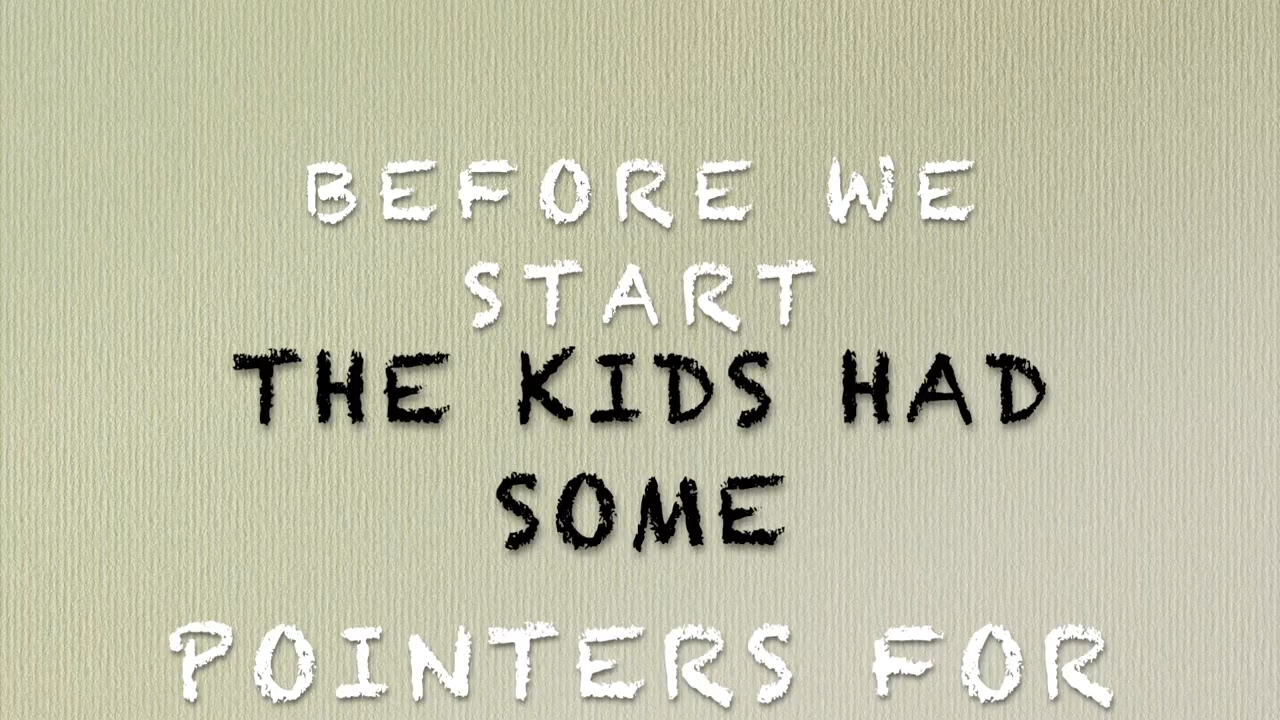 BEFORE WE
START
THE KIDS HAD
SOME
POINTERS FOR